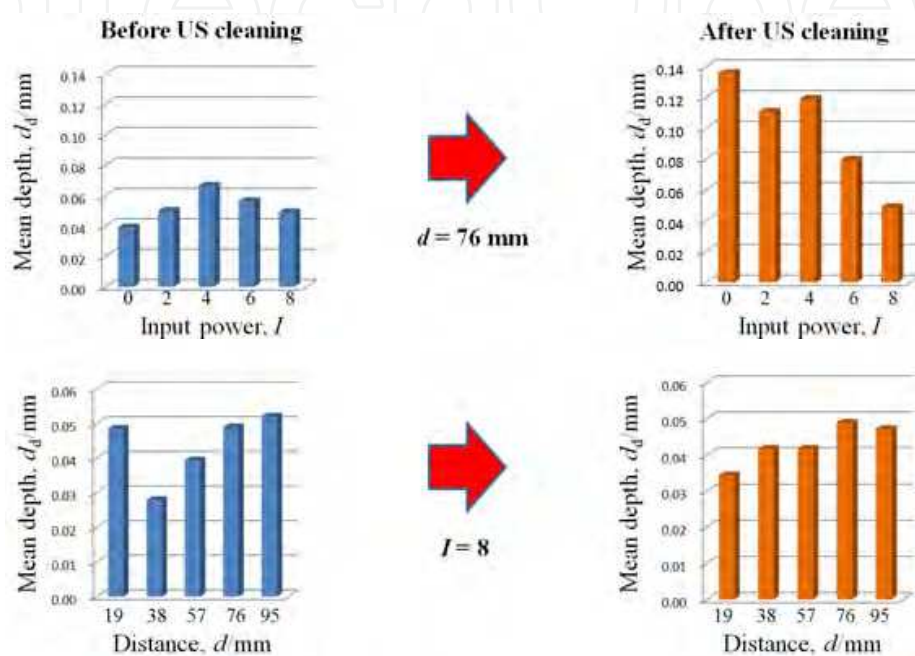 Before US cleaning
After US cleaning
Mean depth, d_d/mm
0.14
0.12
0.10
0.08
0.06
0.04
0.02
0.00
0 2 4 6 8
Input power, I
d = 76 mm
Mean depth, d_d/mm
0.14
0.12
0.10
0.08
0.06
0.04
0.02
0.00
0 2 4 6 8
Input power, I
Mean depth, d_d/mm
0.06
0.05
0.04
0.03
0.02
0.01
0.00
19 38 57 76 95
Distance, d/mm
I = 8
Mean depth, d_d/mm
0.06
0.05
0.04
0.03
0.02
0.01
0.00
19 38 57 76 95
Distance, d/mm